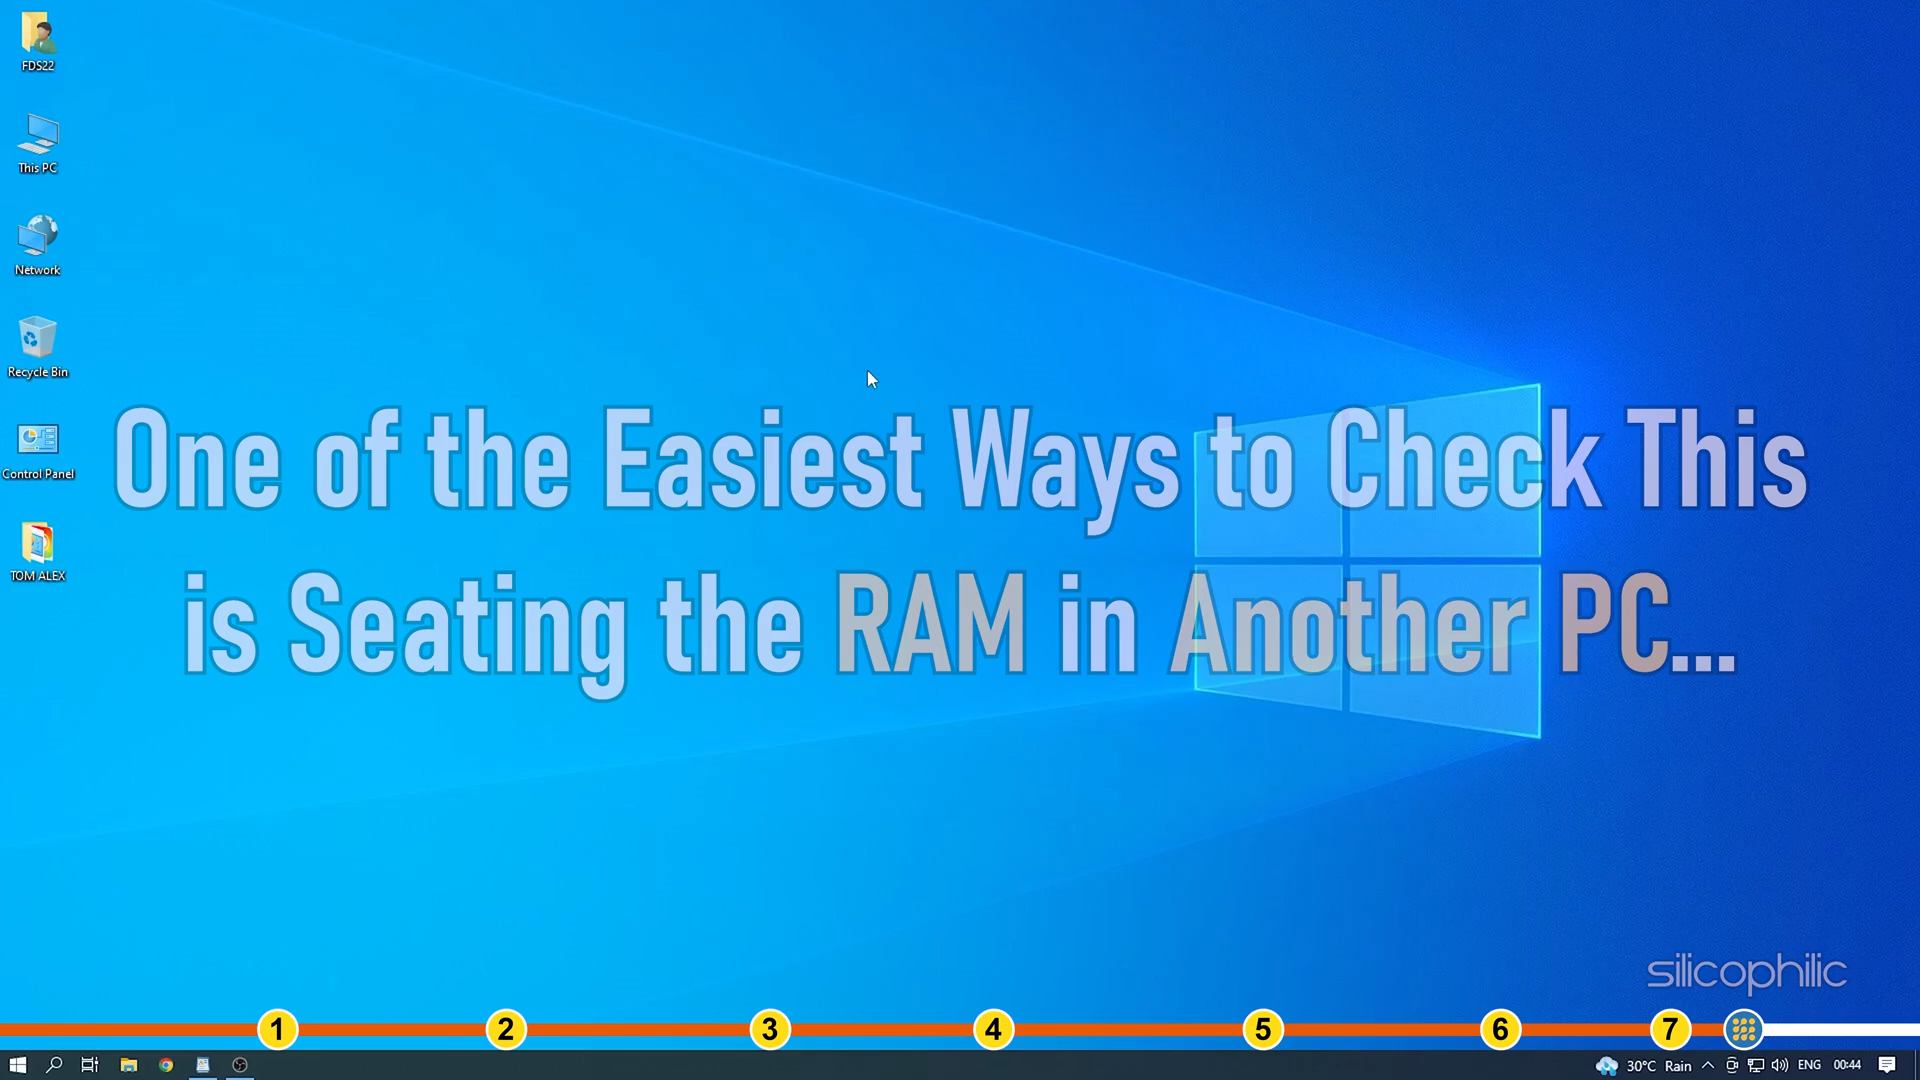 FDS22
This PC
Network
Recycle Bin
Control Panel
TOM ALEX
One of the Easiest Ways to Check This
is Seating the RAM in Another PC...
silicophilic
1 2 3 4 5 6 7
30°C Rain ENG 00:44